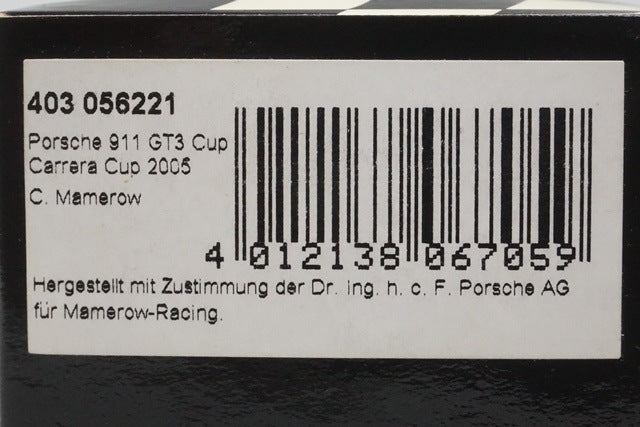 403 056221
Porsche 911 GT3 Cup
Carrera Cup 2005
C. Mamerow
4 012138 067059
Hergestellt mit Zustimmung der Dr. Ing. h. c. F. Porsche AG
für Mamerow-Racing.